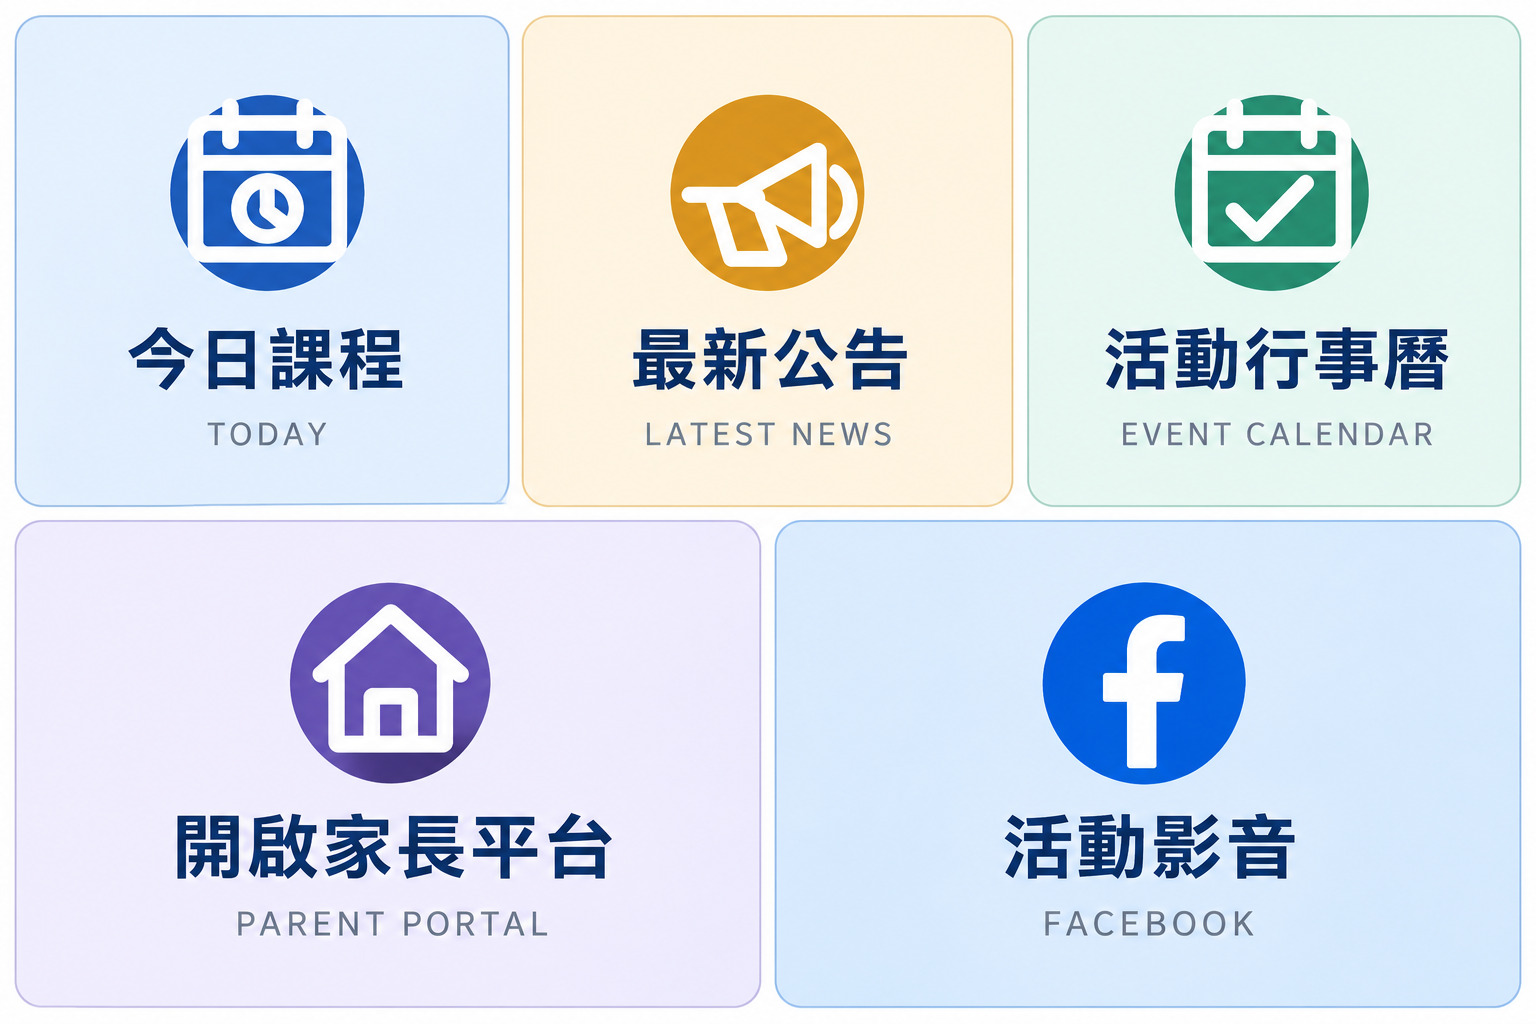 今日課程
TODAY
最新公告
LATEST NEWS
活動行事曆
EVENT CALENDAR
開啟家長平台
PARENT PORTAL
活動影音
FACEBOOK